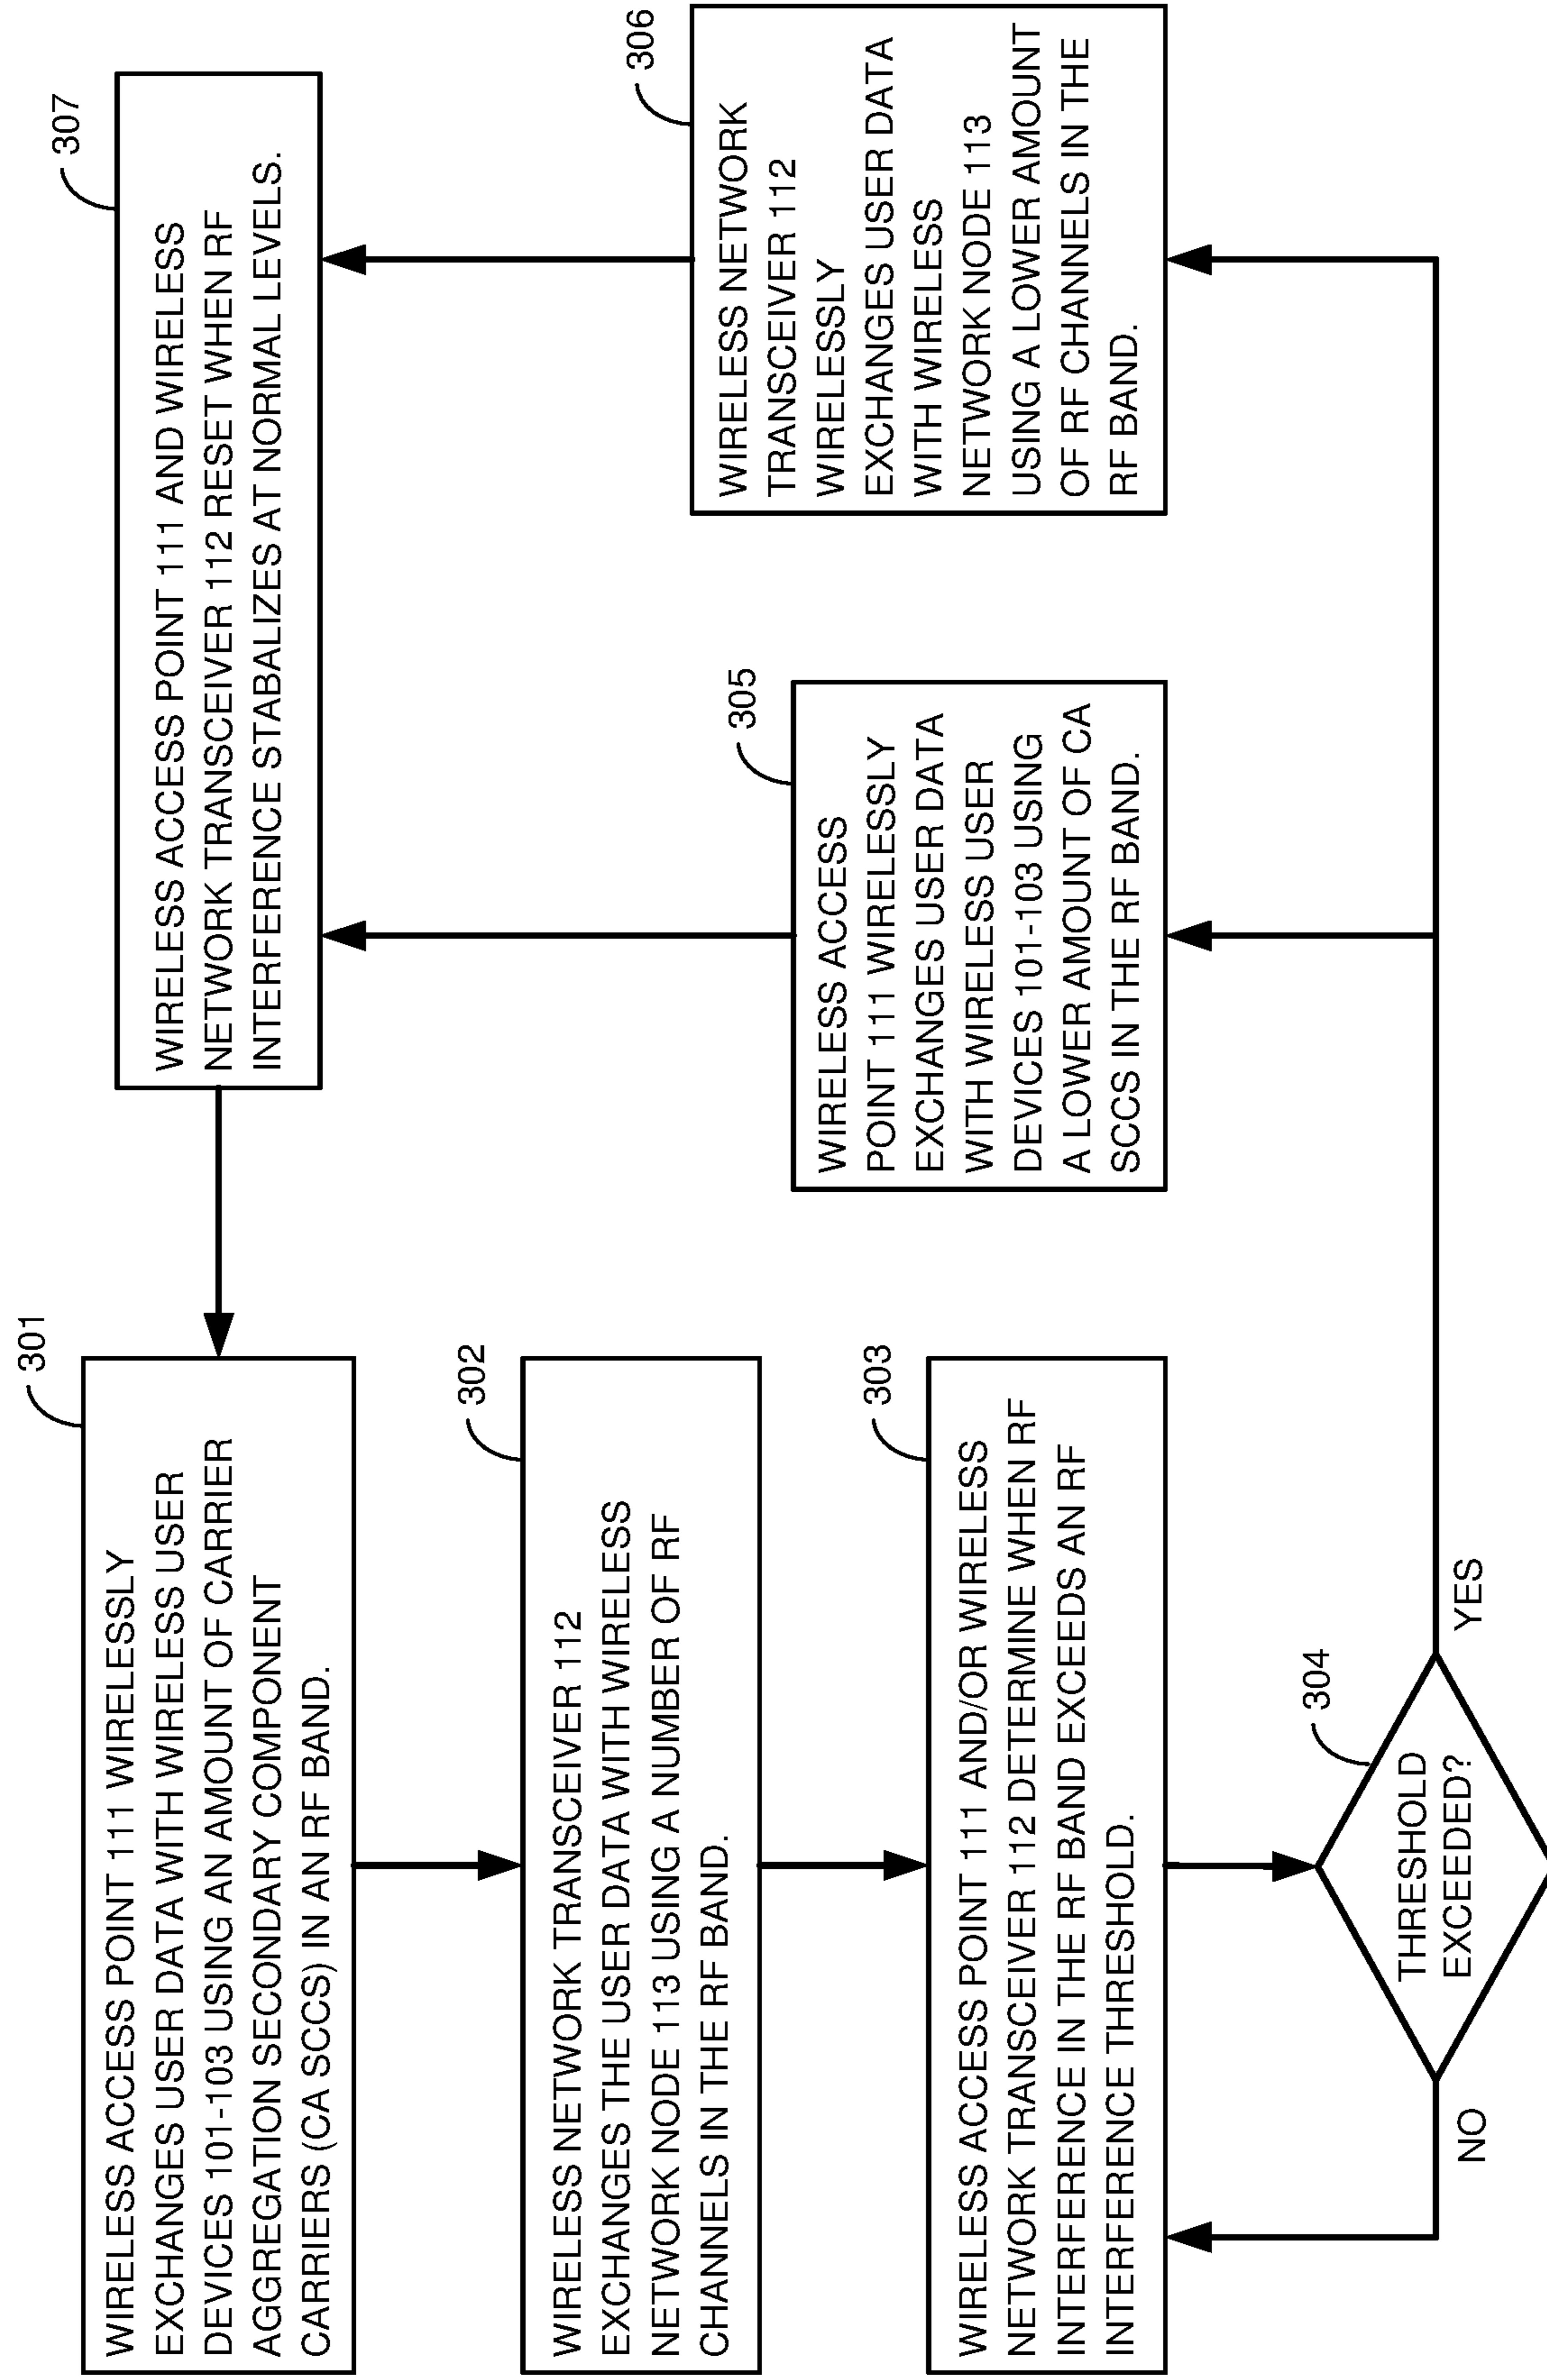 301
WIRELESS ACCESS POINT 111 WIRELESSLY
EXCHANGES USER DATA WITH WIRELESS USER
DEVICES 101-103 USING AN AMOUNT OF CARRIER
AGGREGATION SECONDARY COMPONENT
CARRIERS (CA SCCS) IN AN RF BAND.
302
WIRELESS NETWORK TRANSCEIVER 112
EXCHANGES THE USER DATA WITH WIRELESS
NETWORK NODE 113 USING A NUMBER OF RF
CHANNELS IN THE RF BAND.
303
WIRELESS ACCESS POINT 111 AND/OR WIRELESS
NETWORK TRANSCEIVER 112 DETERMINE WHEN RF
INTERFERENCE IN THE RF BAND EXCEEDS AN RF
INTERFERENCE THRESHOLD.
304
THRESHOLD
EXCEEDED?
NO
YES
305
WIRELESS ACCESS
POINT 111 WIRELESSLY
EXCHANGES USER DATA
WITH WIRELESS USER
DEVICES 101-103 USING
A LOWER AMOUNT OF CA
SCCS IN THE RF BAND.
306
WIRELESS NETWORK
TRANSCEIVER 112
WIRELESSLY
EXCHANGES USER DATA
WITH WIRELESS
NETWORK NODE 113
USING A LOWER AMOUNT
OF RF CHANNELS IN THE
RF BAND.
307
WIRELESS ACCESS POINT 111 AND WIRELESS
NETWORK TRANSCEIVER 112 RESET WHEN RF
INTERFERENCE STABALIZES AT NORMAL LEVELS.